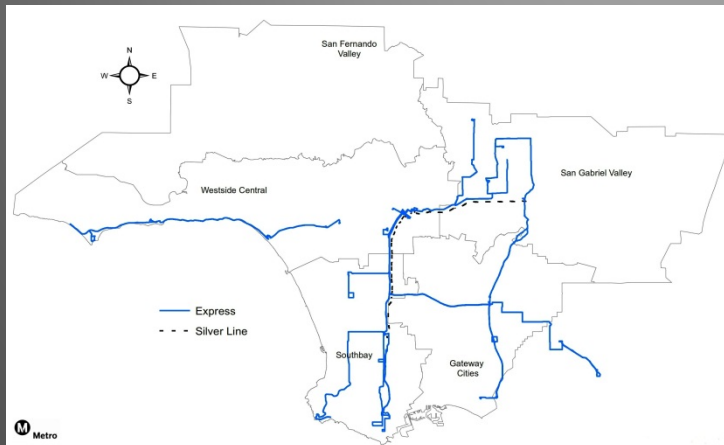 San Fernando
Valley
N
W
E
S
Westside Central
San Gabriel Valley
Express
Silver Line
Southbay
Gateway
Cities
M
Metro